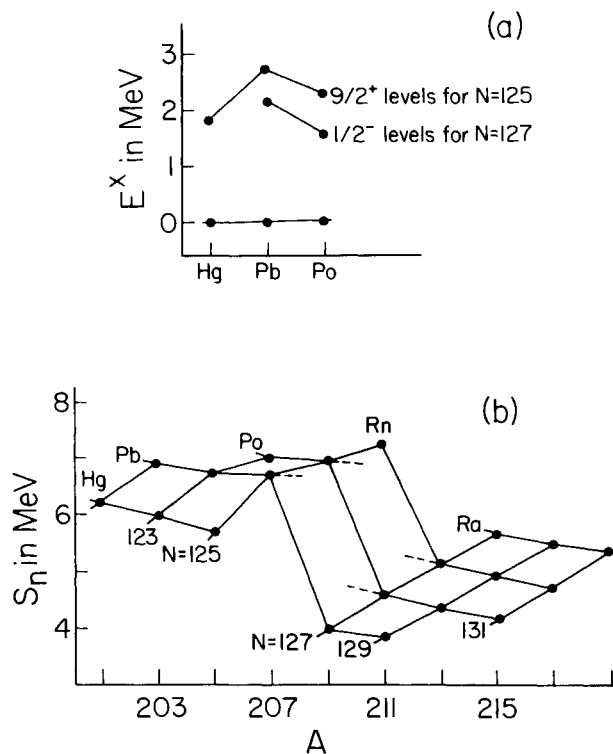 (a)
3
2
1
0
E^x in MeV
9/2⁺ levels for N=125
1/2⁻ levels for N=127
Hg Pb Po
(b)
8
6
4
S_n in MeV
Hg
Pb
Po
Rn
Ra
123
N=125
N=127
129
131
203 207 211 215
A